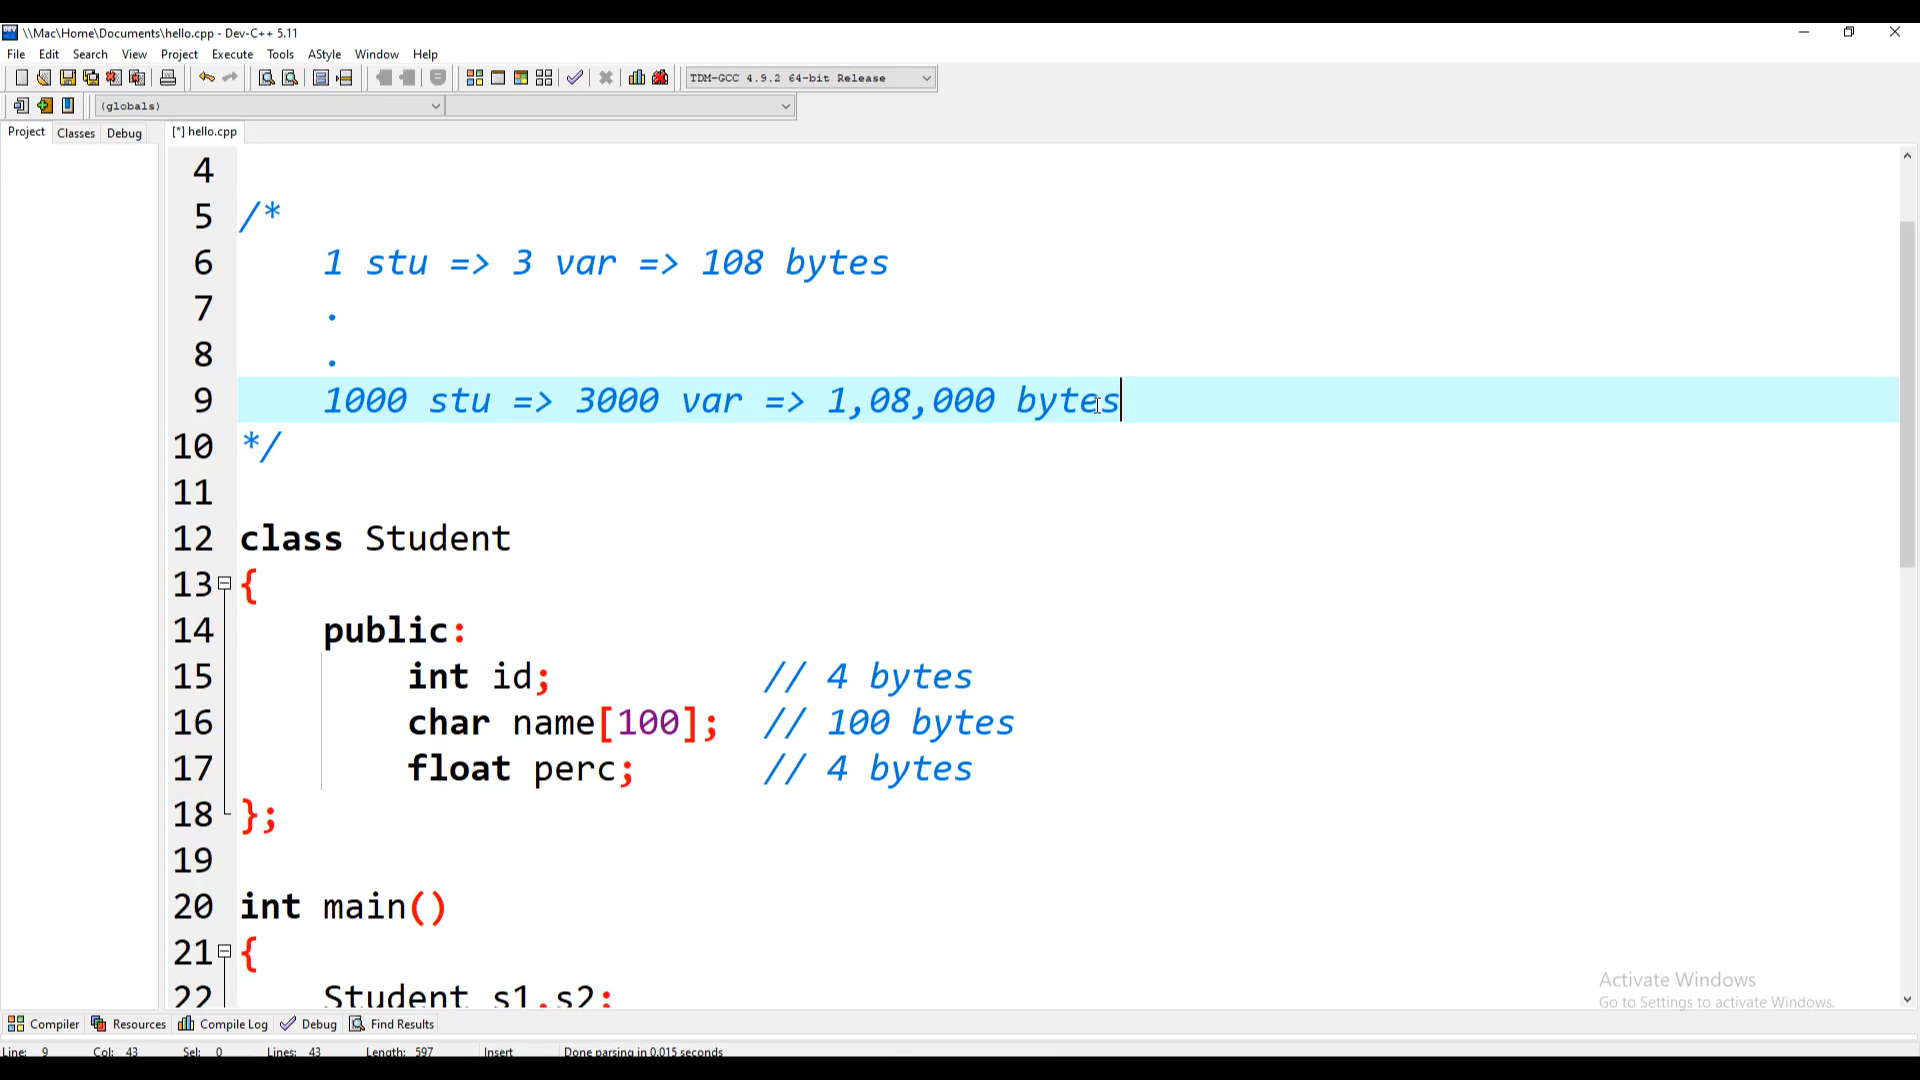 \\Mac\Home\Documents\hello.cpp - Dev-C++ 5.11
File Edit Search View Project Execute Tools AStyle Window Help
TDM-GCC 4.9.2 64-bit Release
(globals)
Project Classes Debug [*] hello.cpp
4
5 /*
6 1 stu => 3 var => 108 bytes
7 .
8 .
9 1000 stu => 3000 var => 1,08,000 bytes
10 */
11
12 class Student
13 {
14 public:
15 int id; // 4 bytes
16 char name[100]; // 100 bytes
17 float perc; // 4 bytes
18 };
19
20 int main()
21 {
22 Student s1,s2;
Activate Windows
Go to Settings to activate Windows.
Compiler Resources Compile Log Debug Find Results
Line: 9 Col: 43 Sel: 0 Lines: 43 Length: 597 Insert Done parsing in 0.015 seconds